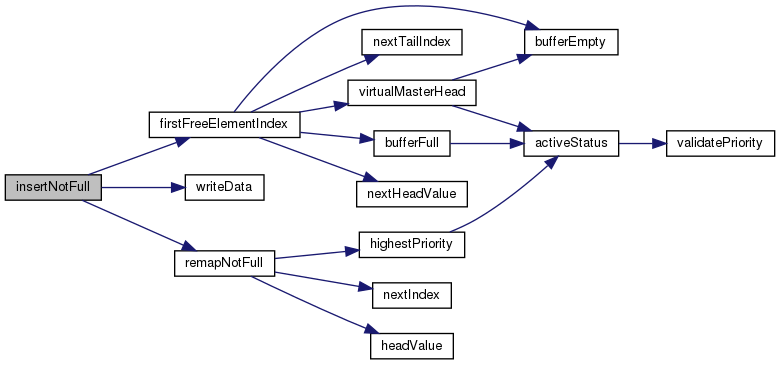 bufferEmpty
nextTailIndex
virtualMasterHead
firstFreeElementIndex
bufferFull
activeStatus
validatePriority
insertNotFull
writeData
nextHeadValue
highestPriority
remapNotFull
nextIndex
headValue